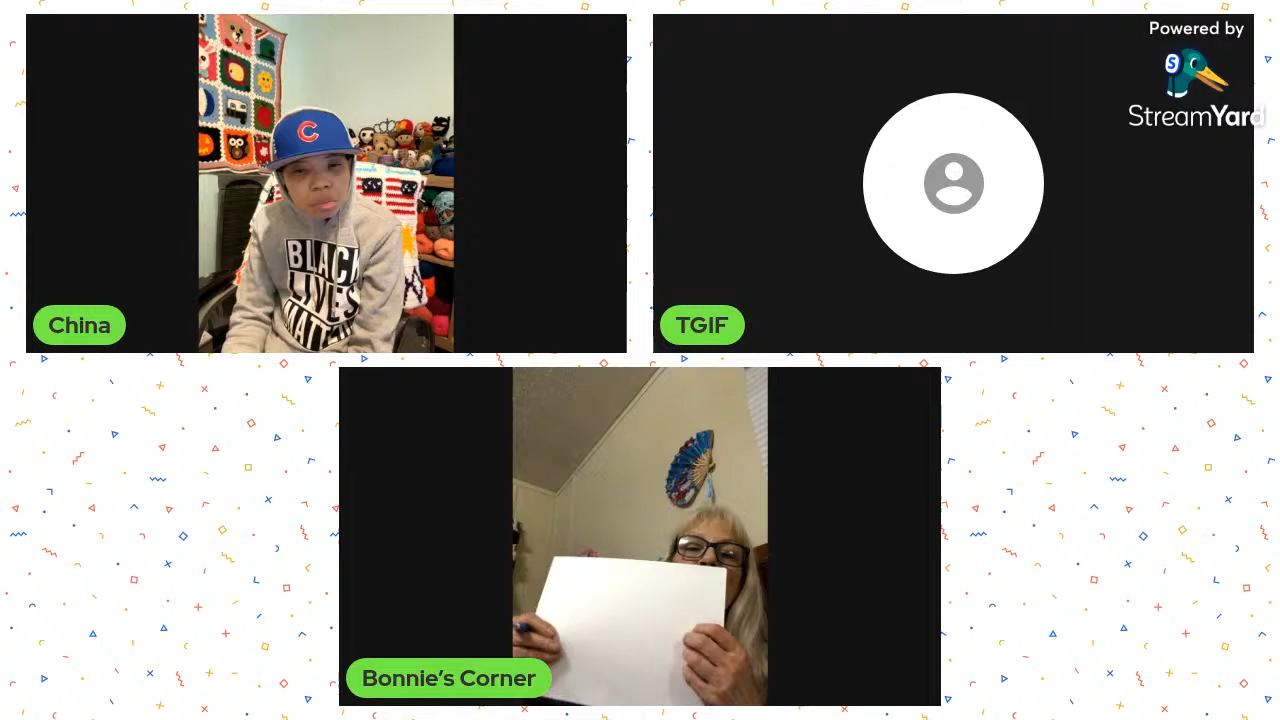 Powered by
S
StreamYard
C
BLACK
LIVES
MATTER
China
TGIF
Bonnie's Corner